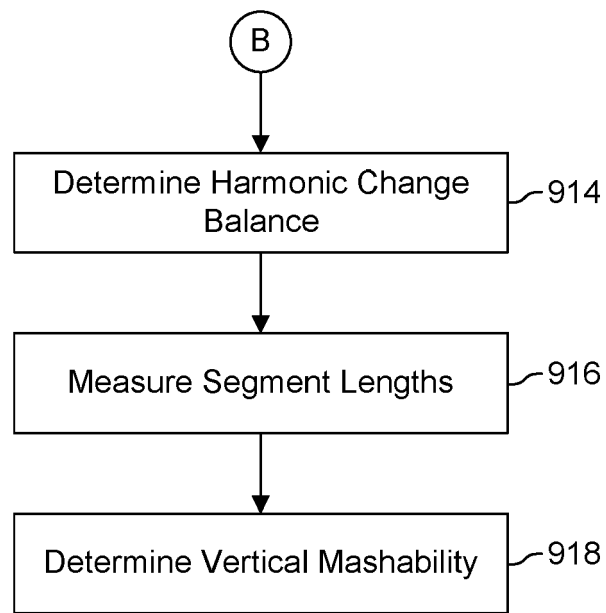 B
Determine Harmonic Change
Balance
914
Measure Segment Lengths
916
Determine Vertical Mashability
918